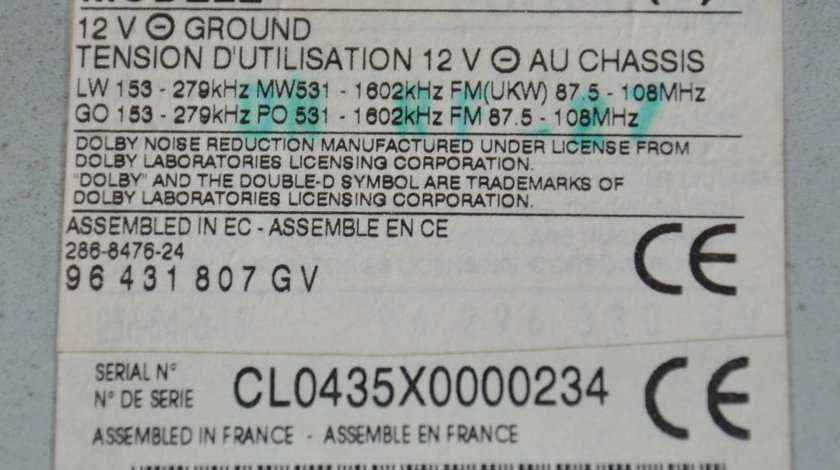 12 V ⊖ GROUND
TENSION D'UTILISATION 12 V ⊖ AU CHASSIS
LW 153 - 279kHz MW531 - 1602kHz FM(UKW) 87.5 - 108MHz
GO 153 - 279kHz PO 531 - 1602kHz FM 87.5 - 108MHz
DOLBY NOISE REDUCTION MANUFACTURED UNDER LICENSE FROM
DOLBY LABORATORIES LICENSING CORPORATION.
"DOLBY" AND THE DOUBLE-D SYMBOL ARE TRADEMARKS OF
DOLBY LABORATORIES LICENSING CORPORATION.
ASSEMBLED IN EC - ASSEMBLE EN CE
286-8476-24
96 431 807 GV
CE
SERIAL N°
N° DE SERIE
CL0435X0000234
CE
ASSEMBLED IN FRANCE - ASSEMBLE EN FRANCE